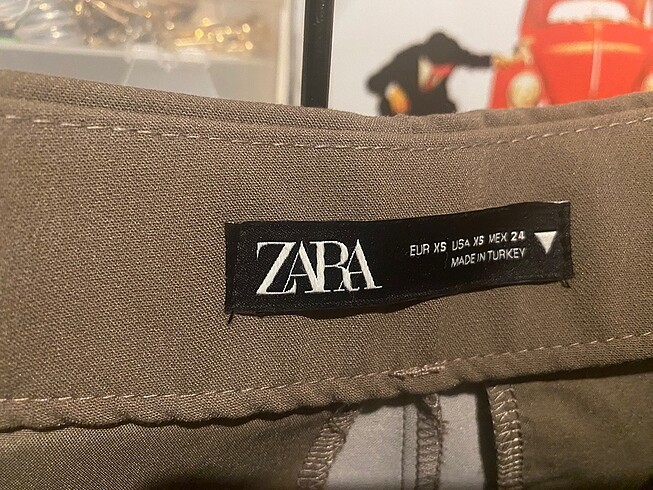 ZARA
EUR XS USA XS MEX 24
MADE IN TURKEY